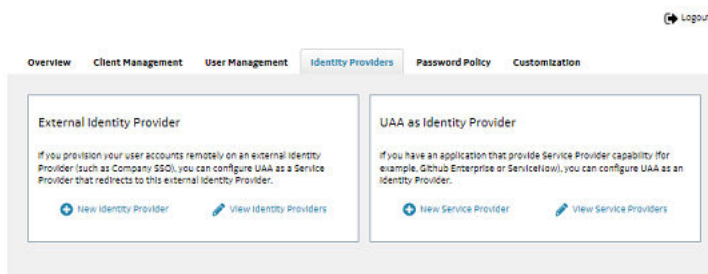 Logout
Overview Client Management User Management Identity Providers Password Policy Customization
External Identity Provider
If you provision your user accounts remotely on an external Identity
Provider (such as Company SSO), you can configure UAA as a Service
Provider that redirects to this external Identity Provider.
New Identity Provider View Identity Providers
UAA as Identity Provider
If you have an application that provide Service Provider capability (for
example, Github Enterprise or ServiceNow), you can configure UAA as an
Identity Provider.
New Service Provider View Service Providers